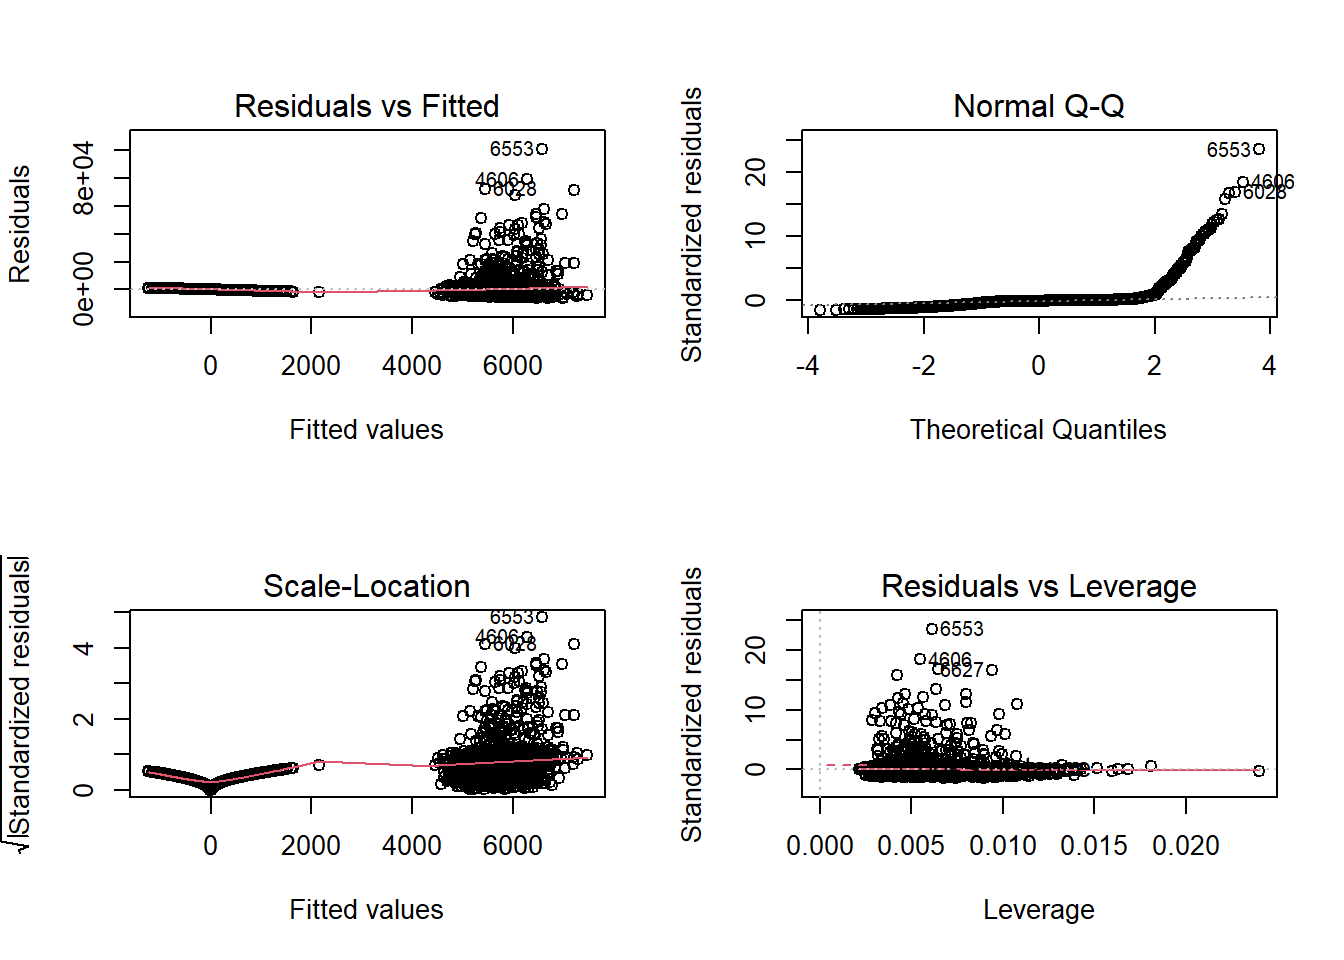 Residuals vs Fitted
Residuals
0e+00 8e+04
6553
4606
6028
0 2000 4000 6000
Fitted values
Normal Q-Q
Standardized residuals
0 10 20
6553
4606
6028
-4 -2 0 2 4
Theoretical Quantiles
Scale-Location
√|Standardized residuals|
0 2 4
6553
4606
6028
0 2000 4000 6000
Fitted values
Residuals vs Leverage
Standardized residuals
0 10 20
6553
4606
6627
0.000 0.005 0.010 0.015 0.020
Leverage